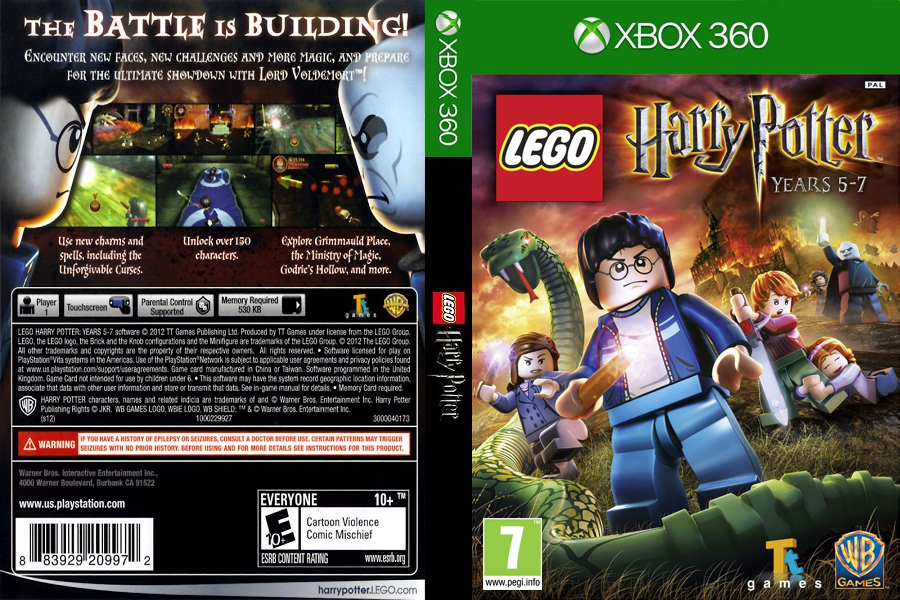 THE BATTLE IS BUILDING!
ENCOUNTER NEW FACES, NEW CHALLENGES AND MORE MAGIC, AND PREPARE
FOR THE ULTIMATE SHOWDOWN WITH LORD VOLDEMORT™!
Use new charms and
spells, including the
Unforgivable Curses.
Unlock over 150
characters.
Explore Grimmauld Place,
the Ministry of Magic,
Godric's Hollow, and more.
Player
1
Touchscreen
Parental Control
Supported
Memory Required
530 KB
Tt
games
WB
LEGO HARRY POTTER: YEARS 5-7 software © 2012 TT Games Publishing Ltd. Produced by TT Games under license from the LEGO Group.
LEGO, the LEGO logo, the Brick and the Knob configurations and the Minifigure are trademarks of the LEGO Group. © 2012 The LEGO Group.
All other trademarks and copyrights are the property of their respective owners. All rights reserved. • Software licensed for play on
PlayStation®Vita systems in the Americas. Use of the PlayStation®Network is subject to applicable user agreements and privacy policies found
at www.us.playstation.com/support/useragreements. Game card manufactured in China or Taiwan. Software programmed in the United
Kingdom. Game Card not intended for use by children under 6. • This software may have the system record geographic location information,
associate that data with other user information and store or transmit that data. See in-game manual for details. • Memory Card required.
WB
HARRY POTTER characters, names and related indicia are trademarks of and © Warner Bros. Entertainment Inc. Harry Potter
Publishing Rights © JKR. WB GAMES LOGO, WBIE LOGO, WB SHIELD: ™ & © Warner Bros. Entertainment Inc.
(s12)
1000229927
3000040173
WARNING
IF YOU HAVE A HISTORY OF EPILEPSY OR SEIZURES, CONSULT A DOCTOR BEFORE USE. CERTAIN PATTERNS MAY TRIGGER
SEIZURES WITH NO PRIOR HISTORY. BEFORE USING AND FOR MORE DETAILS SEE INSTRUCTIONS FOR THIS PRODUCT.
Warner Bros. Interactive Entertainment Inc.,
4000 Warner Boulevard, Burbank CA 91522
www.us.playstation.com
8 83929 20997 2
EVERYONE 10+ ™
E
10+
Cartoon Violence
Comic Mischief
ESRB CONTENT RATING
www.esrb.org
harrypotter.LEGO.com
XBOX 360
LEGO
Harry Potter
XBOX 360
PAL
LEGO
Harry Potter™
YEARS 5-7
7
™
www.pegi.info
Tt
games
WB
GAMES